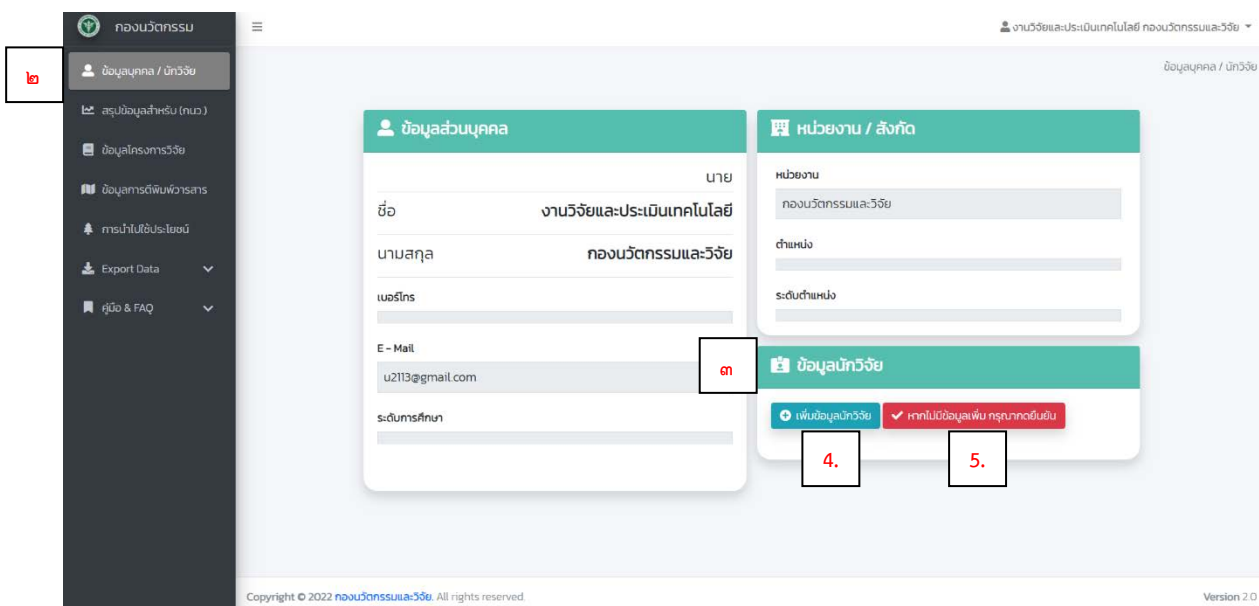 กองนวัตกรรม
งานวิจัยและประเมินเทคโนโลยี กองนวัตกรรมและวิจัย
๒
ข้อมูลบุคคล / นักวิจัย
สรุปข้อมูลสำหรับ (กนว.)
ข้อมูลโครงการวิจัย
ข้อมูลการตีพิมพ์วารสาร
การนำไปใช้ประโยชน์
Export Data
คู่มือ & FAQ
ข้อมูลบุคคล / นักวิจัย
ข้อมูลส่วนบุคคล
นาย
ชื่อ งานวิจัยและประเมินเทคโนโลยี
นามสกุล กองนวัตกรรมและวิจัย
เบอร์โทร
E - Mail
u2113@gmail.com
ระดับการศึกษา
หน่วยงาน / สังกัด
หน่วยงาน
กองนวัตกรรมและวิจัย
ตำแหน่ง
ระดับตำแหน่ง
๓
ข้อมูลนักวิจัย
เพิ่มข้อมูลนักวิจัย หากไม่มีข้อมูลเพิ่ม กรุณากดยืนยัน
4. 5.
Copyright © 2022 กองนวัตกรรมและวิจัย. All rights reserved. Version 2.0